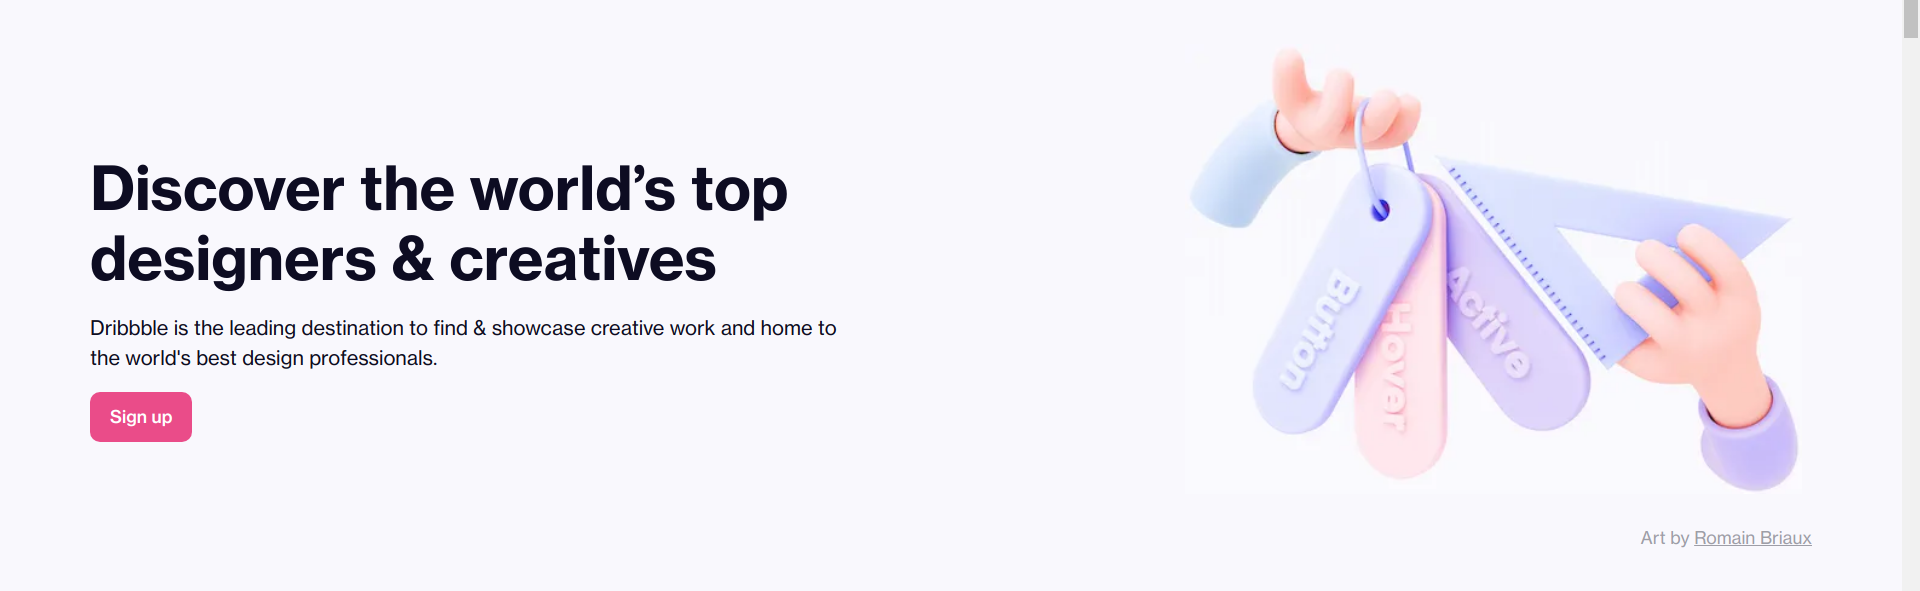 Discover the world’s top
designers & creatives
Dribbble is the leading destination to find & showcase creative work and home to
the world's best design professionals.
Sign up
Button
Hover
Active
Art by Romain Briaux